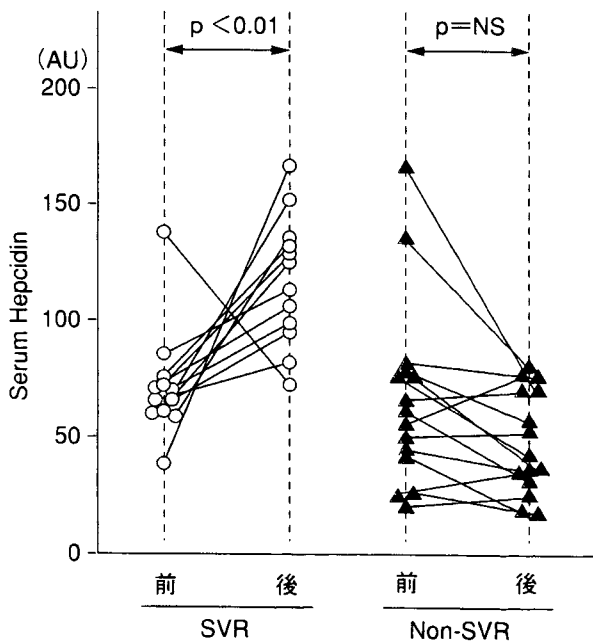 p <0.01
p=NS
(AU)
200
150
100
50
0
Serum Hepcidin
前
後
前
後
SVR
Non-SVR